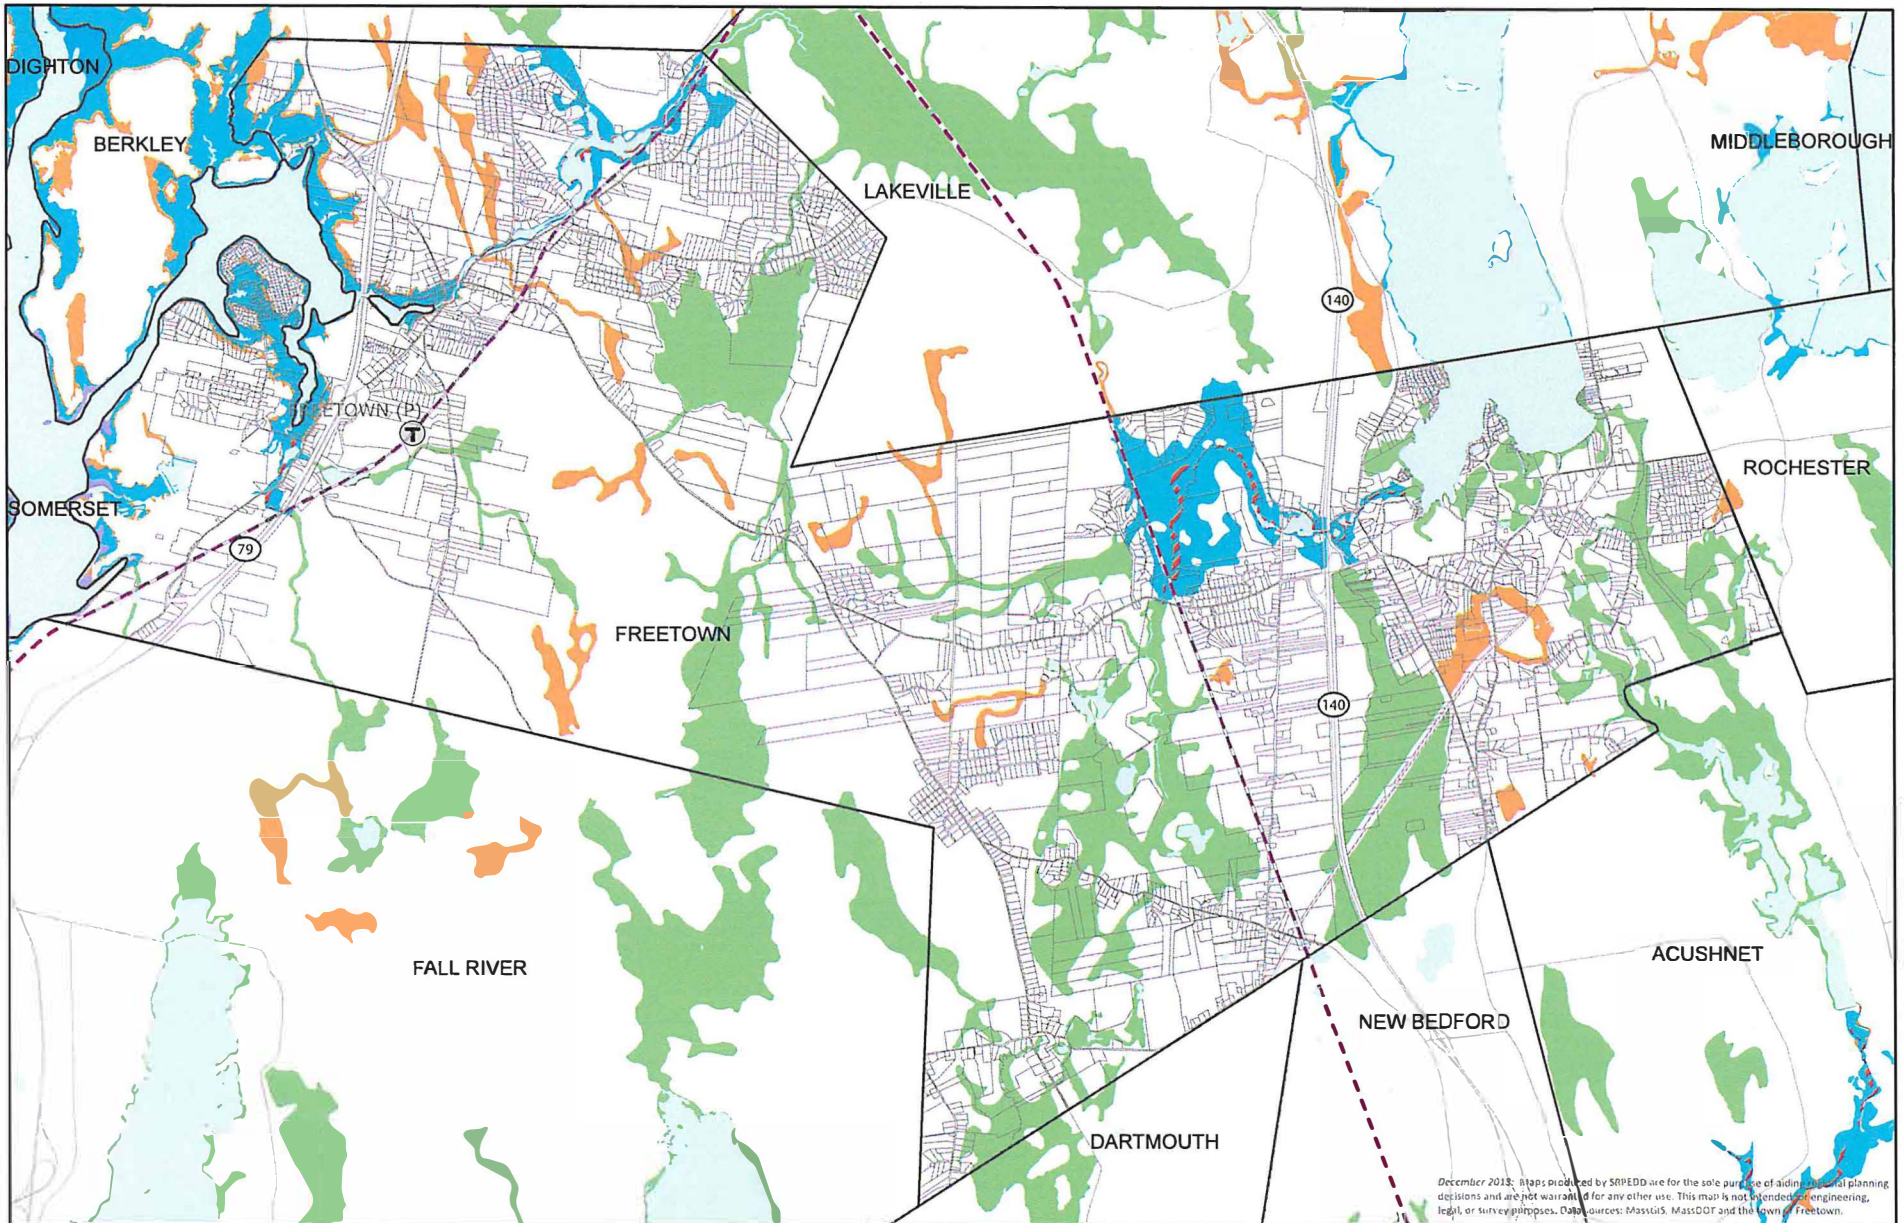 DIGHTON
BERKLEY
MIDDLEBOROUGH
LAKEVILLE
140
FREETOWN (P)
T
ROCHESTER
SOMERSET
79
FREETOWN
140
FALL RIVER
ACUSHNET
NEW BEDFORD
DARTMOUTH
December 2018: Maps produced by SRPEDD are for the sole purpose of aiding regional planning
decisions and are not warranted for any other use. This map is not intended for engineering,
legal, or survey purposes. Data Sources: MassGIS, MassDOT and the town of Freetown.